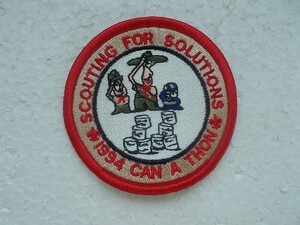 SCOUTING FOR SOLUTIONS
1994 CAN A THON